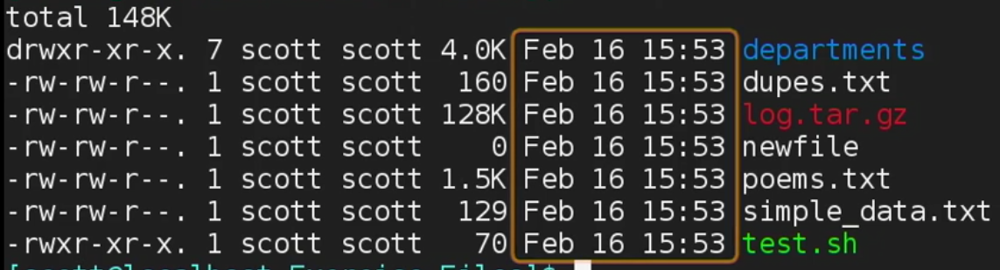 total 148K
drwxr-xr-x. 7 scott scott 4.0K Feb 16 15:53 departments
-rw-rw-r--. 1 scott scott 160 Feb 16 15:53 dupes.txt
-rw-rw-r--. 1 scott scott 128K Feb 16 15:53 log.tar.gz
-rw-rw-r--. 1 scott scott 0 Feb 16 15:53 newfile
-rw-rw-r--. 1 scott scott 1.5K Feb 16 15:53 poems.txt
-rw-rw-r--. 1 scott scott 129 Feb 16 15:53 simple_data.txt
-rwxr-xr-x. 1 scott scott 70 Feb 16 15:53 test.sh
[scott@localhost Exercise Files]$